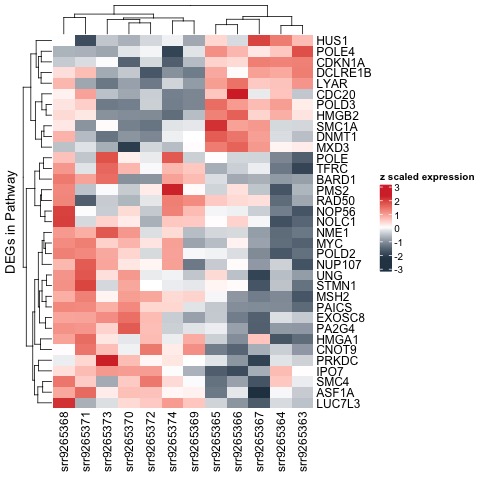 HUS1
POLE4
CDKN1A
DCLRE1B
LYAR
CDC20
POLD3
HMGB2
SMC1A
DNMT1
MXD3
POLE
TFRC
BARD1
PMS2
RAD50
NOP56
NOLC1
NME1
MYC
POLD2
NUP107
UNG
STMN1
MSH2
PAICS
EXOSC8
PA2G4
HMGA1
CNOT9
PRKDC
IPO7
SMC4
ASF1A
LUC7L3
DEGs in Pathway
srr9265368
srr9265371
srr9265373
srr9265370
srr9265372
srr9265374
srr9265369
srr9265365
srr9265366
srr9265367
srr9265364
srr9265363
z scaled expression
3
2
1
0
-1
-2
-3